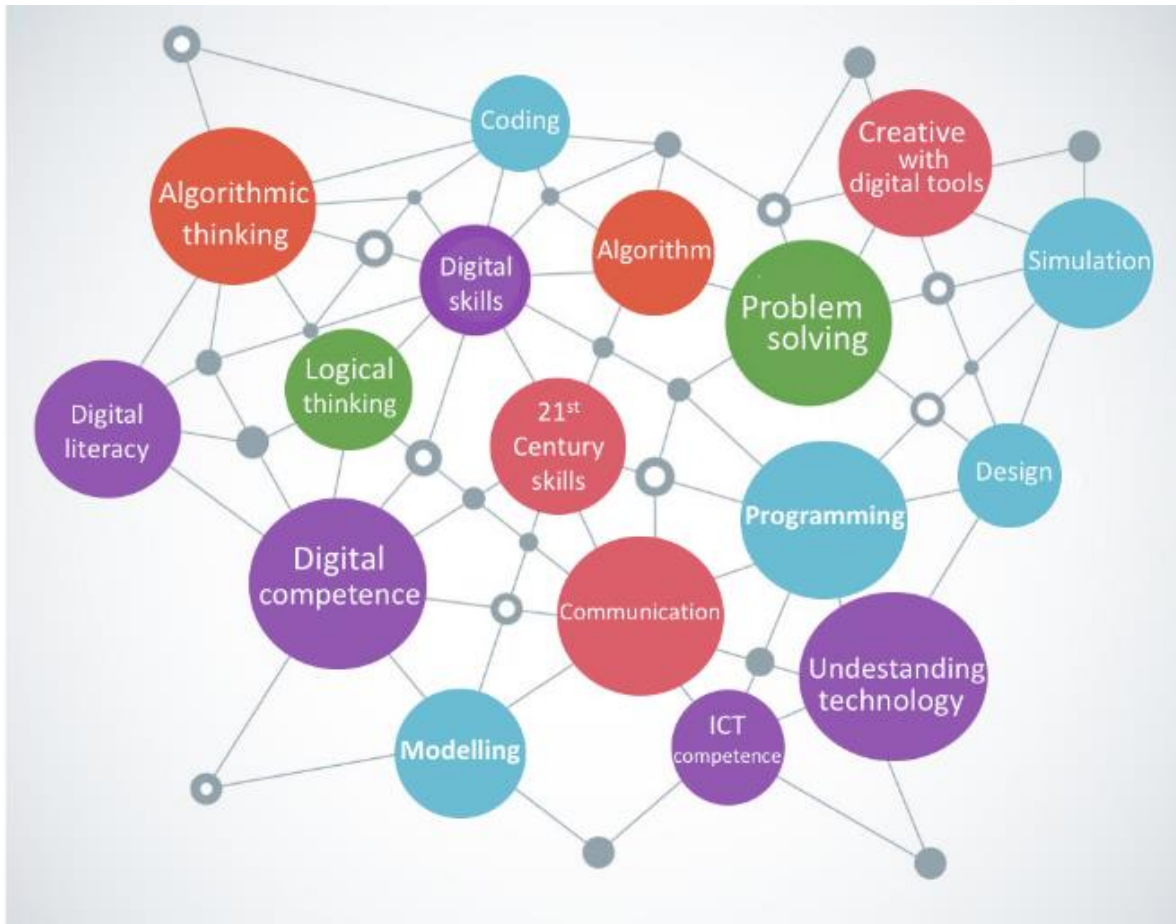 Coding
Creative
with
digital tools
Algorithmic
thinking
Algorithm
Digital
skills
Simulation
Problem
solving
Logical
thinking
Digital
literacy
21st
Century
skills
Design
Programming
Digital
competence
Communication
Undestanding
technology
Modelling
ICT
competence